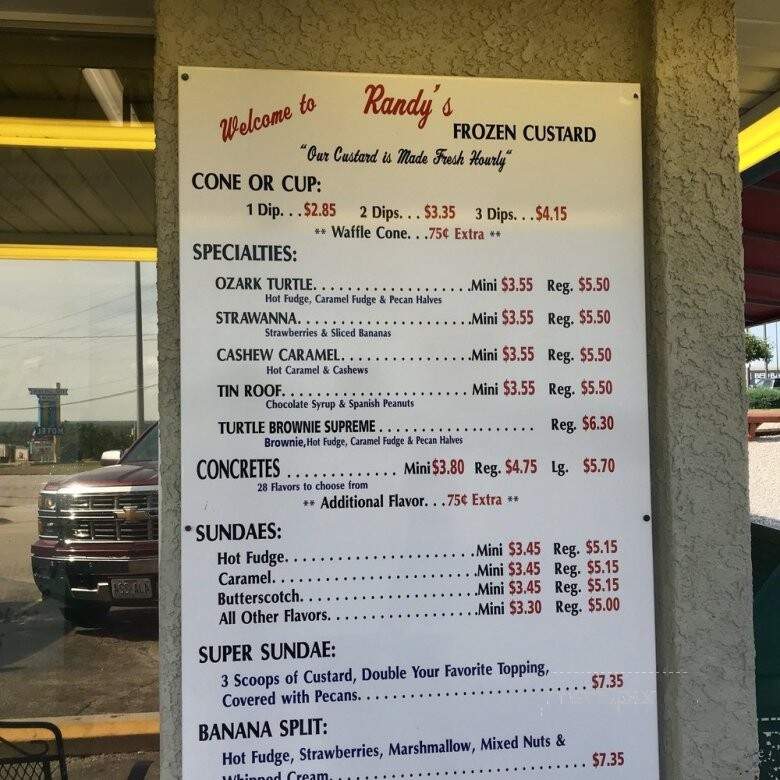 Welcome to Randy's
FROZEN CUSTARD
"Our Custard is Made Fresh Hourly"
CONE OR CUP:
1 Dip. . .$2.85 2 Dips. . . $3.35 3 Dips. . .$4.15
** Waffle Cone. . .75¢ Extra **
SPECIALTIES:
OZARK TURTLE. . . . . . . . . . . . . . . . . . . .Mini $3.55 Reg. $5.50
Hot Fudge, Caramel Fudge & Pecan Halves
STRAWANNA. . . . . . . . . . . . . . . . . . . . . .Mini $3.55 Reg. $5.50
Strawberries & Sliced Bananas
CASHEW CARAMEL. . . . . . . . . . . . . . . . .Mini $3.55 Reg. $5.50
Hot Caramel & Cashews
TIN ROOF. . . . . . . . . . . . . . . . . . . . . . . . Mini $3.55 Reg. $5.50
Chocolate Syrup & Spanish Peanuts
TURTLE BROWNIE SUPREME . . . . . . . . . . . . . . . . . . . . Reg. $6.30
Brownie,Hot Fudge, Caramel Fudge & Pecan Halves
CONCRETES . . . . . . . . . . . . . Mini $3.80 Reg. $4.75 Lg. $5.70
28 Flavors to choose from
** Additional Flavor. . .75¢ Extra **
SUNDAES:
Hot Fudge. . . . . . . . . . . . . . . . . . . . . . . .Mini $3.45 Reg. $5.15
Caramel. . . . . . . . . . . . . . . . . . . . . . . . . .Mini $3.45 Reg. $5.15
Butterscotch. . . . . . . . . . . . . . . . . . . . . . .Mini $3.45 Reg. $5.15
All Other Flavors. . . . . . . . . . . . . . . . . . .Mini $3.30 Reg. $5.00
SUPER SUNDAE:
3 Scoops of Custard, Double Your Favorite Topping,
Covered with Pecans. . . . . . . . . . . . . . . . . . . . . . . . . . . . $7.35
BANANA SPLIT:
Hot Fudge, Strawberries, Marshmallow, Mixed Nuts &
Whipped Cream. . . . . . . . . . . . . . . . . . . . . . . . . . . . . . . $7.35